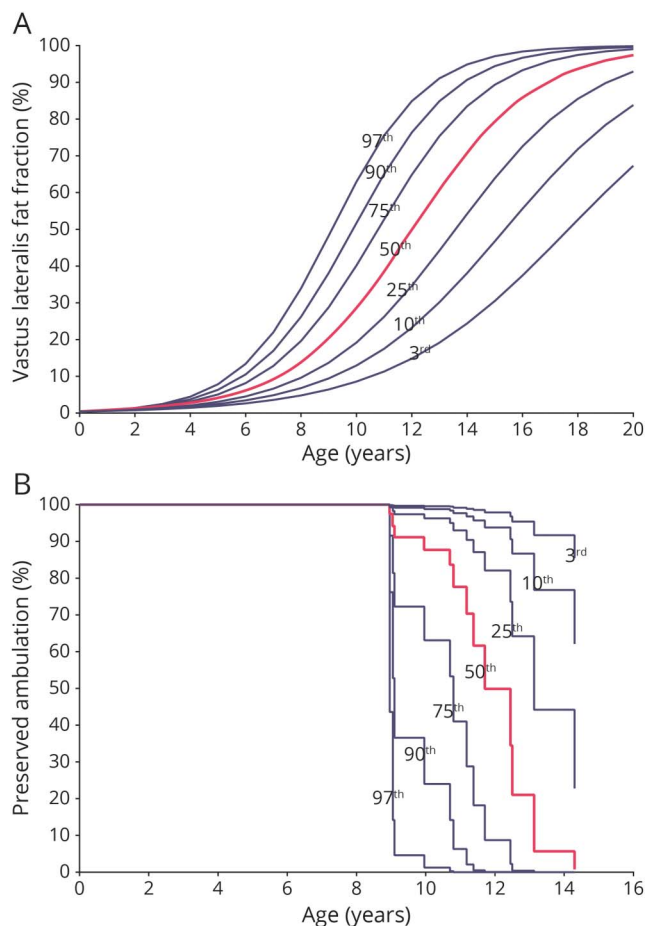 A
Vastus lateralis fat fraction (%)
100
90
80
70
60
50
40
30
20
10
0
97th
90th
75th
50th
25th
10th
3rd
0 2 4 6 8 10 12 14 16 18 20
Age (years)
B
Preserved ambulation (%)
100
90
80
70
60
50
40
30
20
10
0
3rd
10th
25th
50th
75th
90th
97th
0 2 4 6 8 10 12 14 16
Age (years)